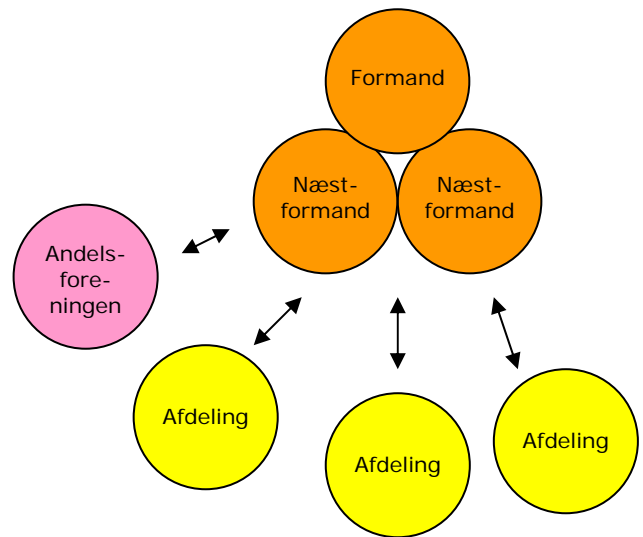 Formand
Næst-
formand
Næst-
formand
Andels-
fore-
ningen
Afdeling
Afdeling
Afdeling